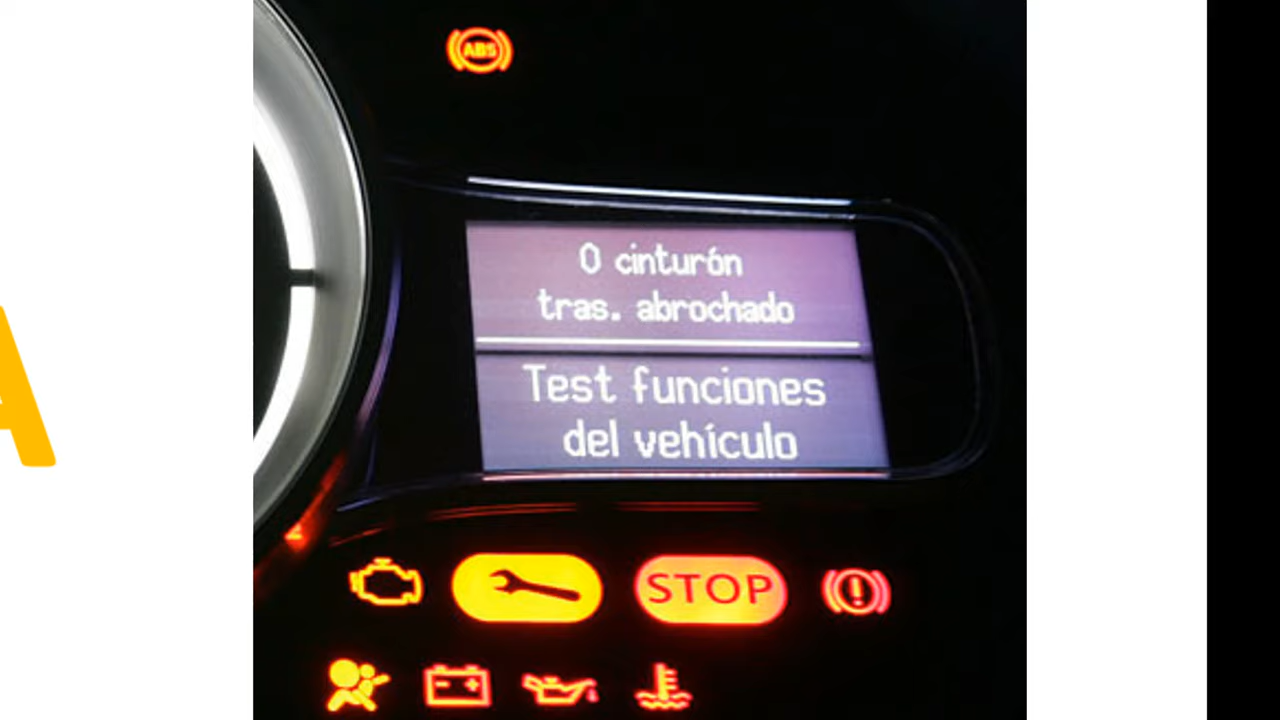 A
ABS
0 cinturón
tras. abrochado
Test funciones
del vehículo
STOP